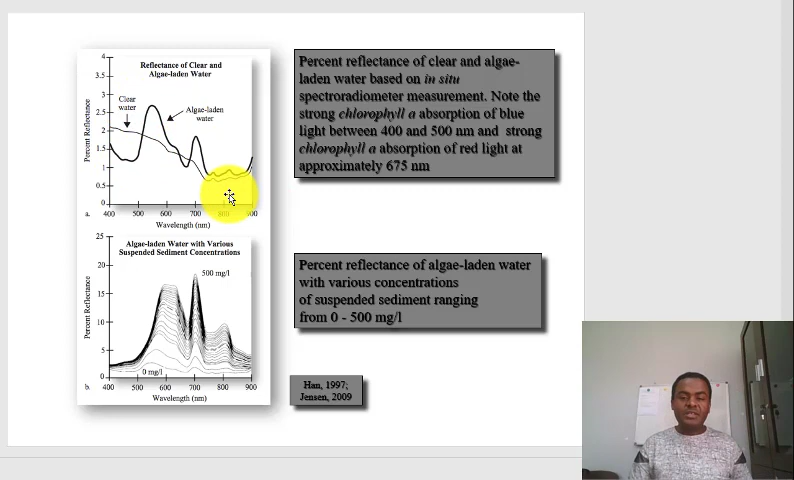 Reflectance of Clear and
Algae-laden Water
4
3.5
3
2.5
2
1.5
1
0.5
0
Percent Reflectance
Clear
water
Algae-laden
water
400 500 600 700 800 900
a.
Wavelength (nm)
Percent reflectance of clear and algae-
laden water based on in situ
spectroradiometer measurement. Note the
strong chlorophyll a absorption of blue
light between 400 and 500 nm and strong
chlorophyll a absorption of red light at
approximately 675 nm
Algae-laden Water with Various
Suspended Sediment Concentrations
25
20
15
10
5
0
Percent Reflectance
500 mg/l
0 mg/l
400 500 600 700 800 900
b.
Wavelength (nm)
Percent reflectance of algae-laden water
with various concentrations
of suspended sediment ranging
from 0 - 500 mg/l
Han, 1997;
Jensen, 2009